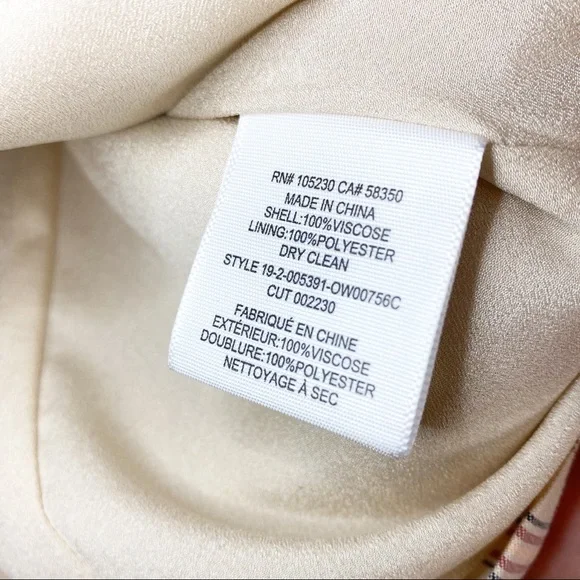 RN# 105230 CA# 58350
MADE IN CHINA
SHELL:100%VISCOSE
LINING:100%POLYESTER
DRY CLEAN
STYLE 19-2-005391-OW00756C
CUT 002230
FABRIQUÉ EN CHINE
EXTÉRIEUR:100%VISCOSE
DOUBLURE:100%POLYESTER
NETTOYAGE À SEC